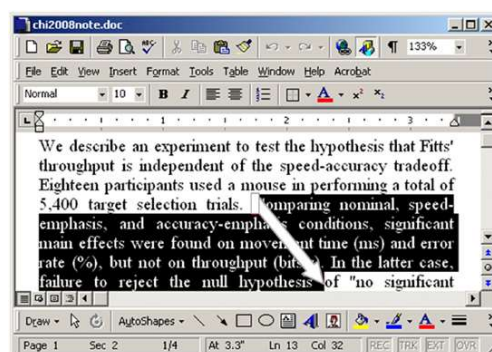 chi2008note.doc
133%
File Edit View Insert Format Tools Table Window Help Acrobat
Normal 10 B I x² x₂
1 2 3
We describe an experiment to test the hypothesis that Fitts'
throughput is independent of the speed-accuracy tradeoff.
Eighteen participants used a mouse in performing a total of
5,400 target selection trials. Comparing nominal, speed-
emphasis, and accuracy-emphasis conditions, significant
main effects were found on movement time (ms) and error
rate (%), but not on throughput (bits/s). In the latter case,
failure to reject the null hypothesis of "no significant
Draw AutoShapes
Page 1 Sec 2 1/4 At 3.3" Ln 13 Col 32 REC TRK EXT OVR